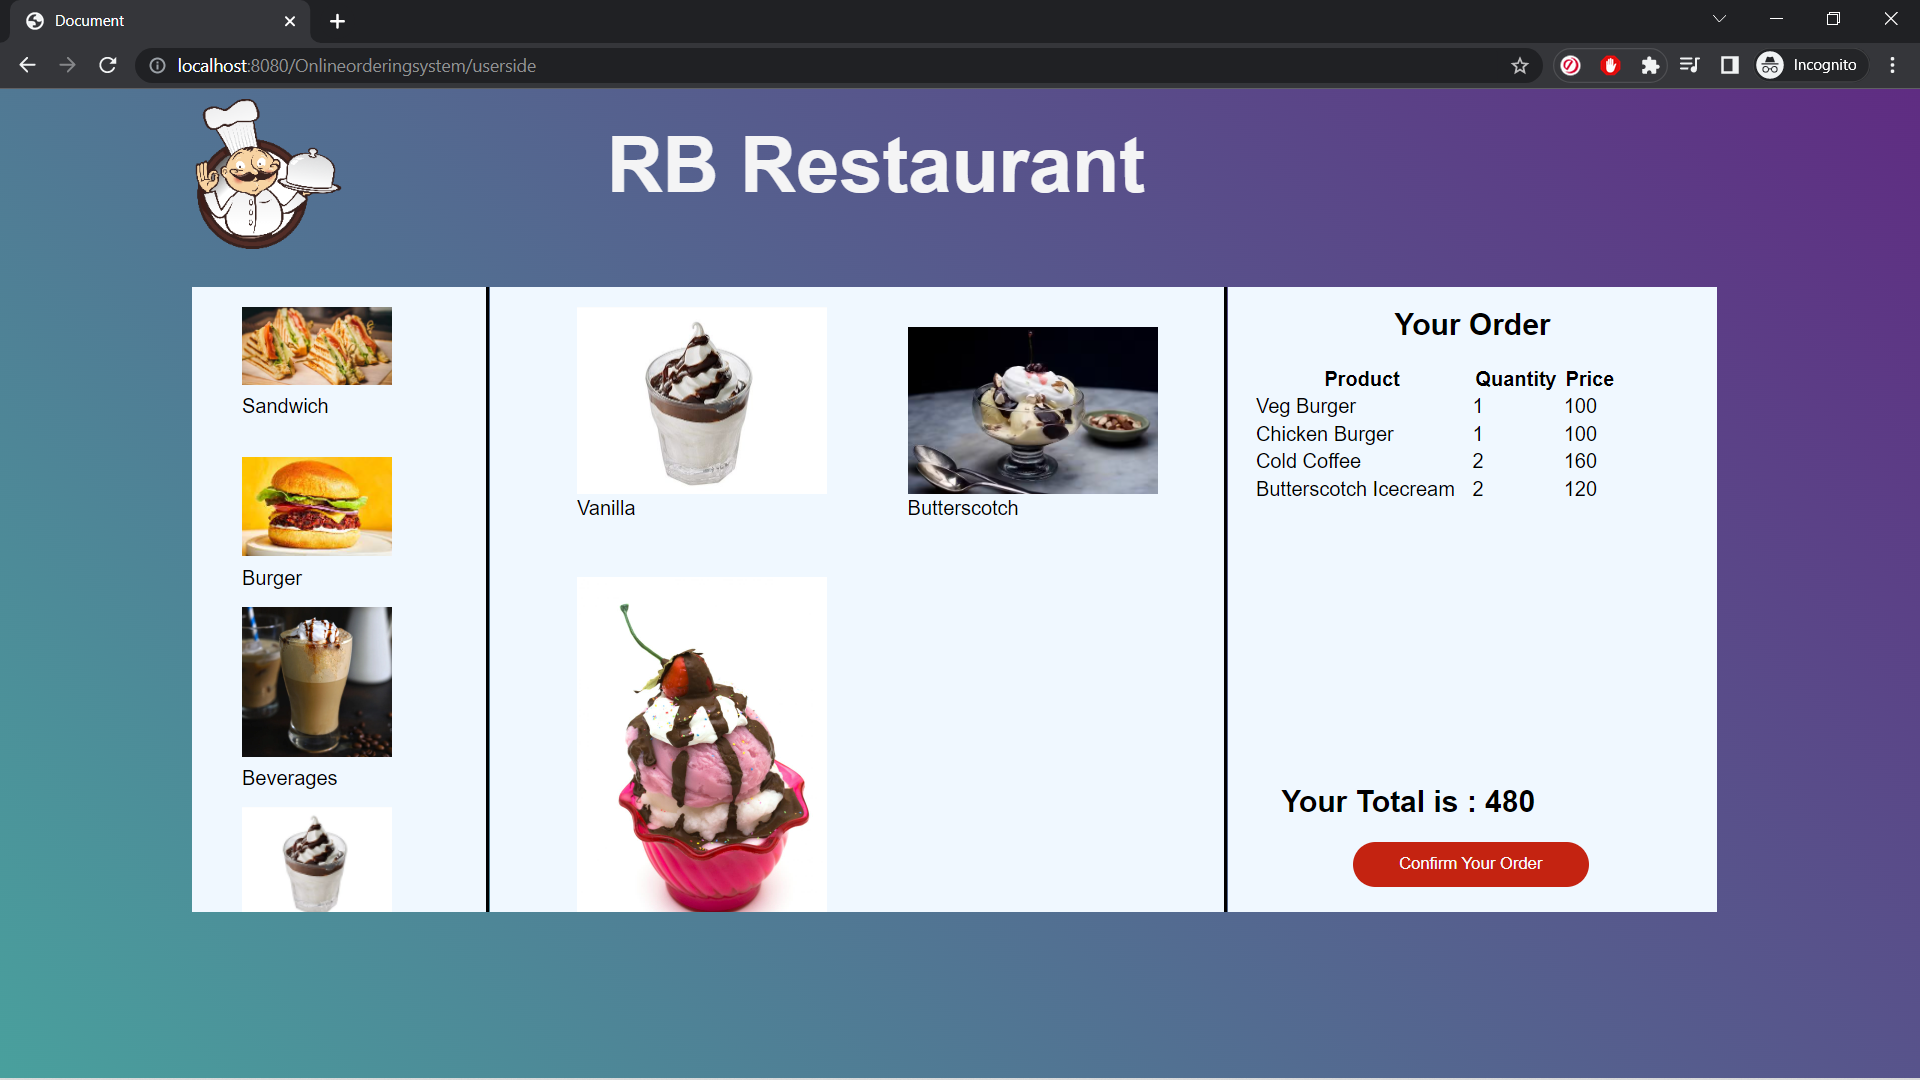 Document
localhost:8080/Onlineorderingsystem/userside
Incognito
RB Restaurant
Sandwich
Burger
Beverages
Vanilla
Butterscotch
Your Order
Product Quantity Price
Veg Burger 1 100
Chicken Burger 1 100
Cold Coffee 2 160
Butterscotch Icecream 2 120
Your Total is : 480
Confirm Your Order